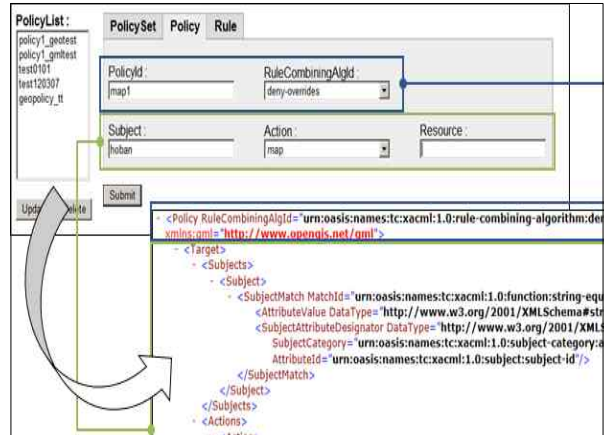 PolicyList :
policy1_geotest
policy1_gmltest
test0101
test120307
geopolicy_tt
PolicySet Policy Rule
PolicyId : RuleCombiningAlgId :
map1 deny-overrides
Subject : Action : Resource :
hoban map
Submit
- <Policy RuleCombiningAlgId="urn:oasis:names:tc:xacml:1.0:rule-combining-algorithm:der
xmlns:gml="http://www.opengis.net/gml">
- <Target>
- <Subjects>
- <Subject>
- <SubjectMatch MatchId="urn:oasis:names:tc:xacml:1.0:function:string-equ
<AttributeValue DataType="http://www.w3.org/2001/XMLSchema#str
<SubjectAttributeDesignator DataType="http://www.w3.org/2001/XMLS
SubjectCategory="urn:oasis:names:tc:xacml:1.0:subject-category:a
AttributeId="urn:oasis:names:tc:xacml:1.0:subject:subject-id"/>
</SubjectMatch>
</Subject>
</Subjects>
- <Actions>